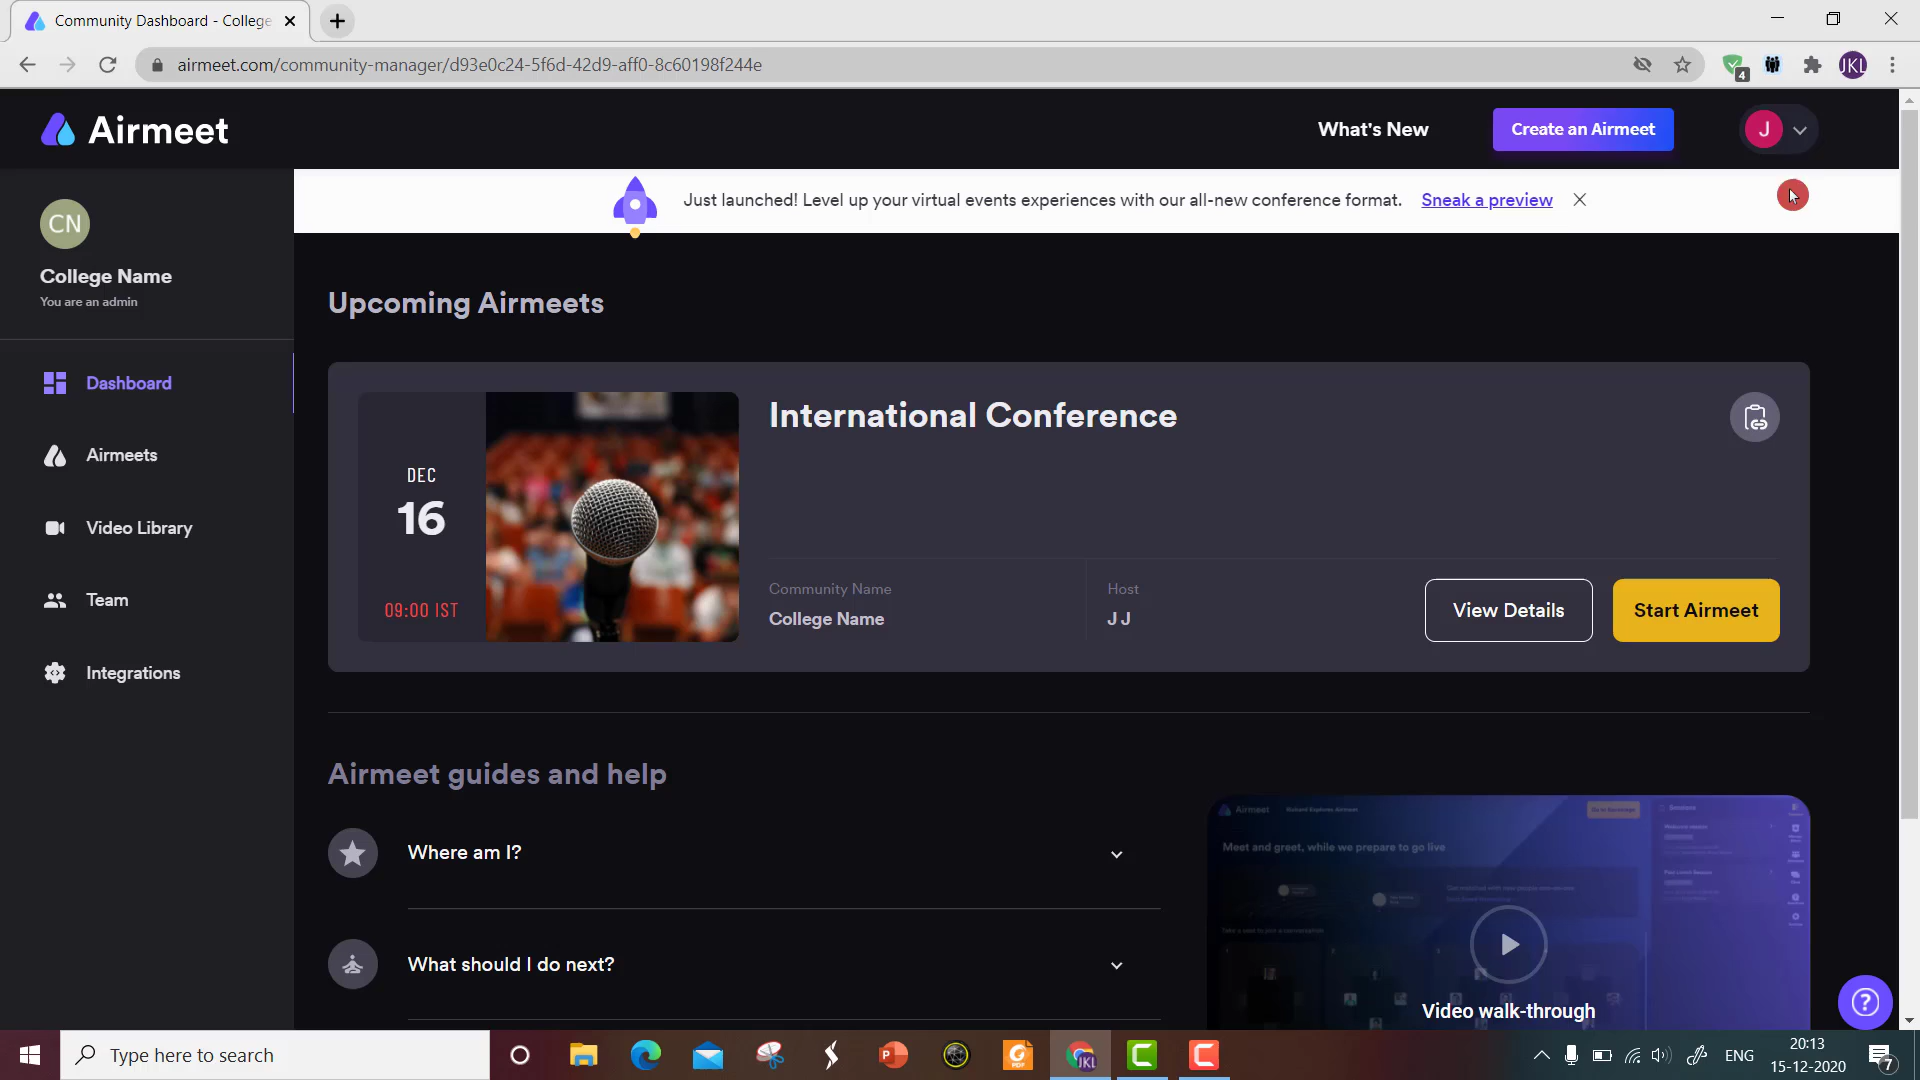 Community Dashboard - College
airmeet.com/community-manager/d93e0c24-5f6d-42d9-aff0-8c60198f244e
4
JKL
Airmeet
What's New
Create an Airmeet
J
Just launched! Level up your virtual events experiences with our all-new conference format. Sneak a preview
CN
College Name
You are an admin
Dashboard
Airmeets
Video Library
Team
Integrations
Upcoming Airmeets
DEC
16
09:00 IST
International Conference
Community Name
College Name
Host
J J
View Details
Start Airmeet
Airmeet guides and help
Where am I?
What should I do next?
Airmeet
Meet and greet, while we prepare to go live
Video walk-through
?
Type here to search
JKL
ENG
20:13
15-12-2020
7